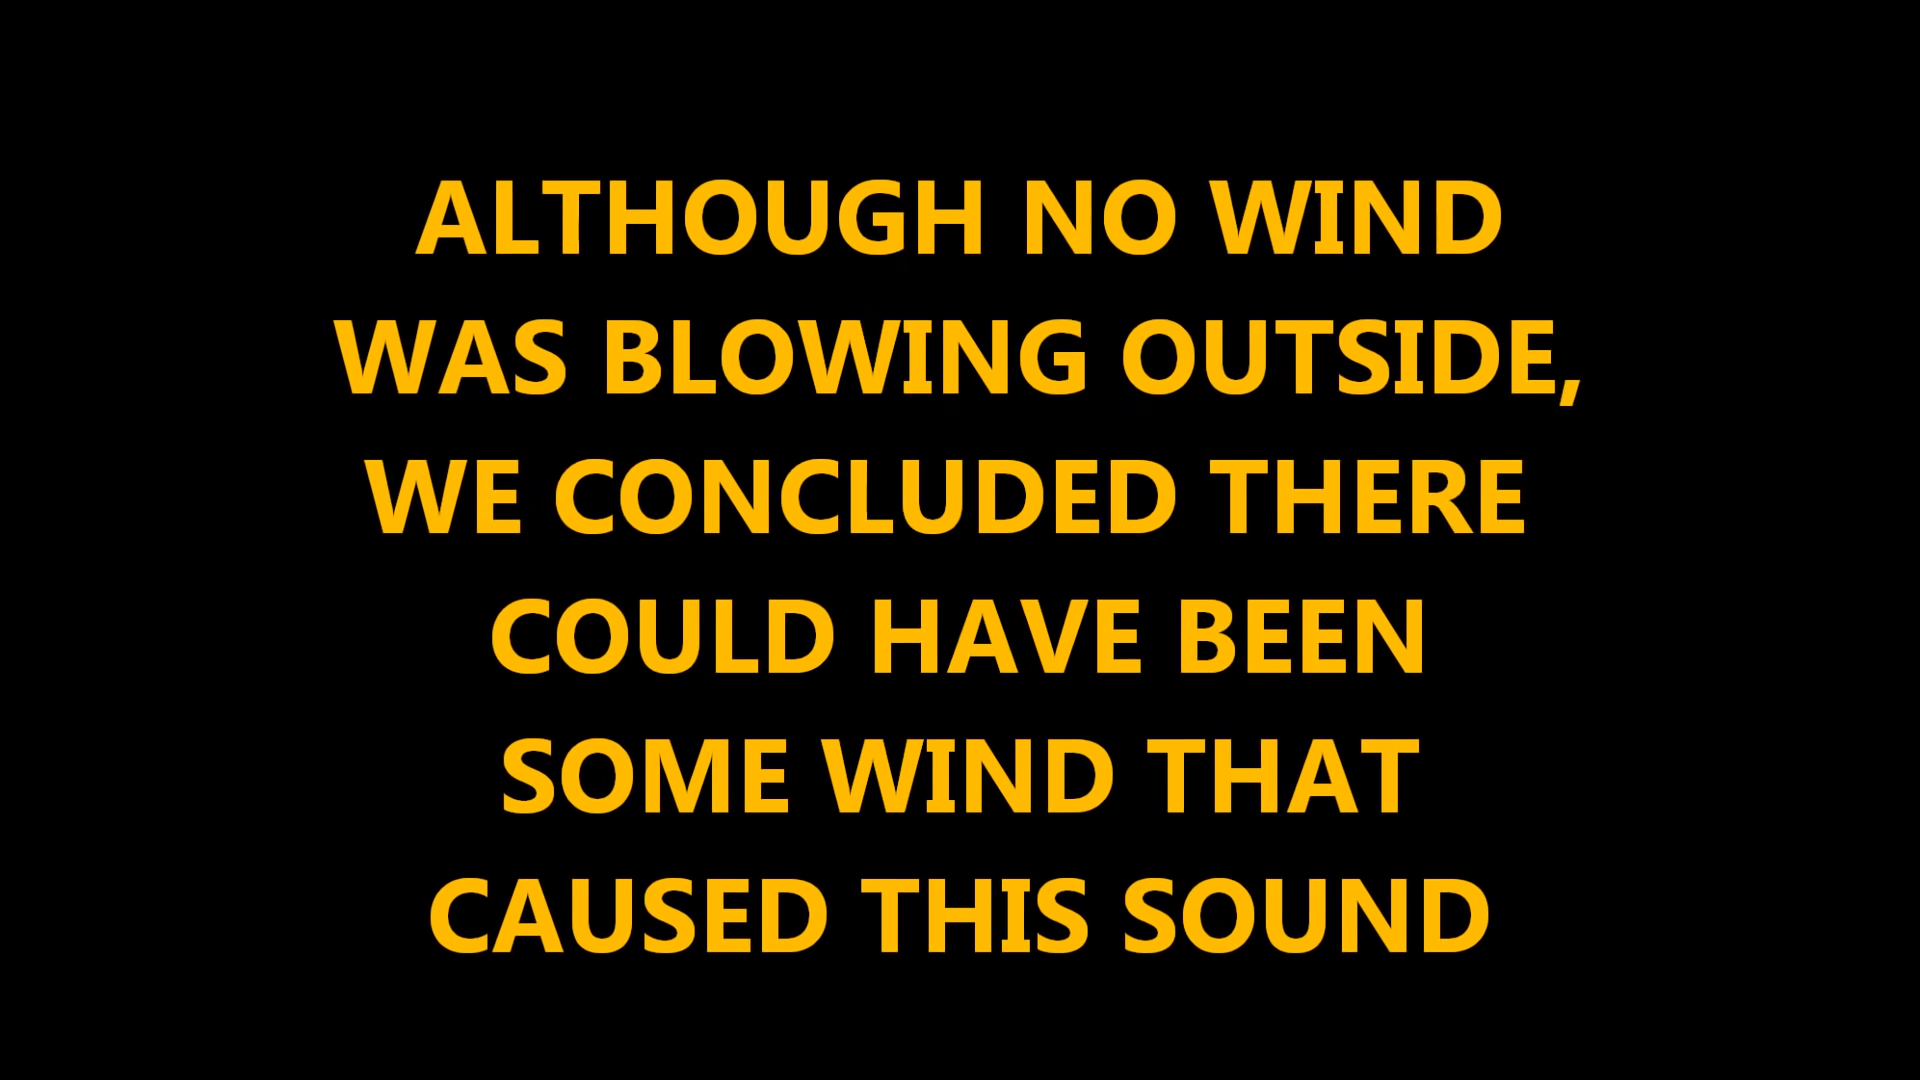 ALTHOUGH NO WIND
WAS BLOWING OUTSIDE,
WE CONCLUDED THERE
COULD HAVE BEEN
SOME WIND THAT
CAUSED THIS SOUND